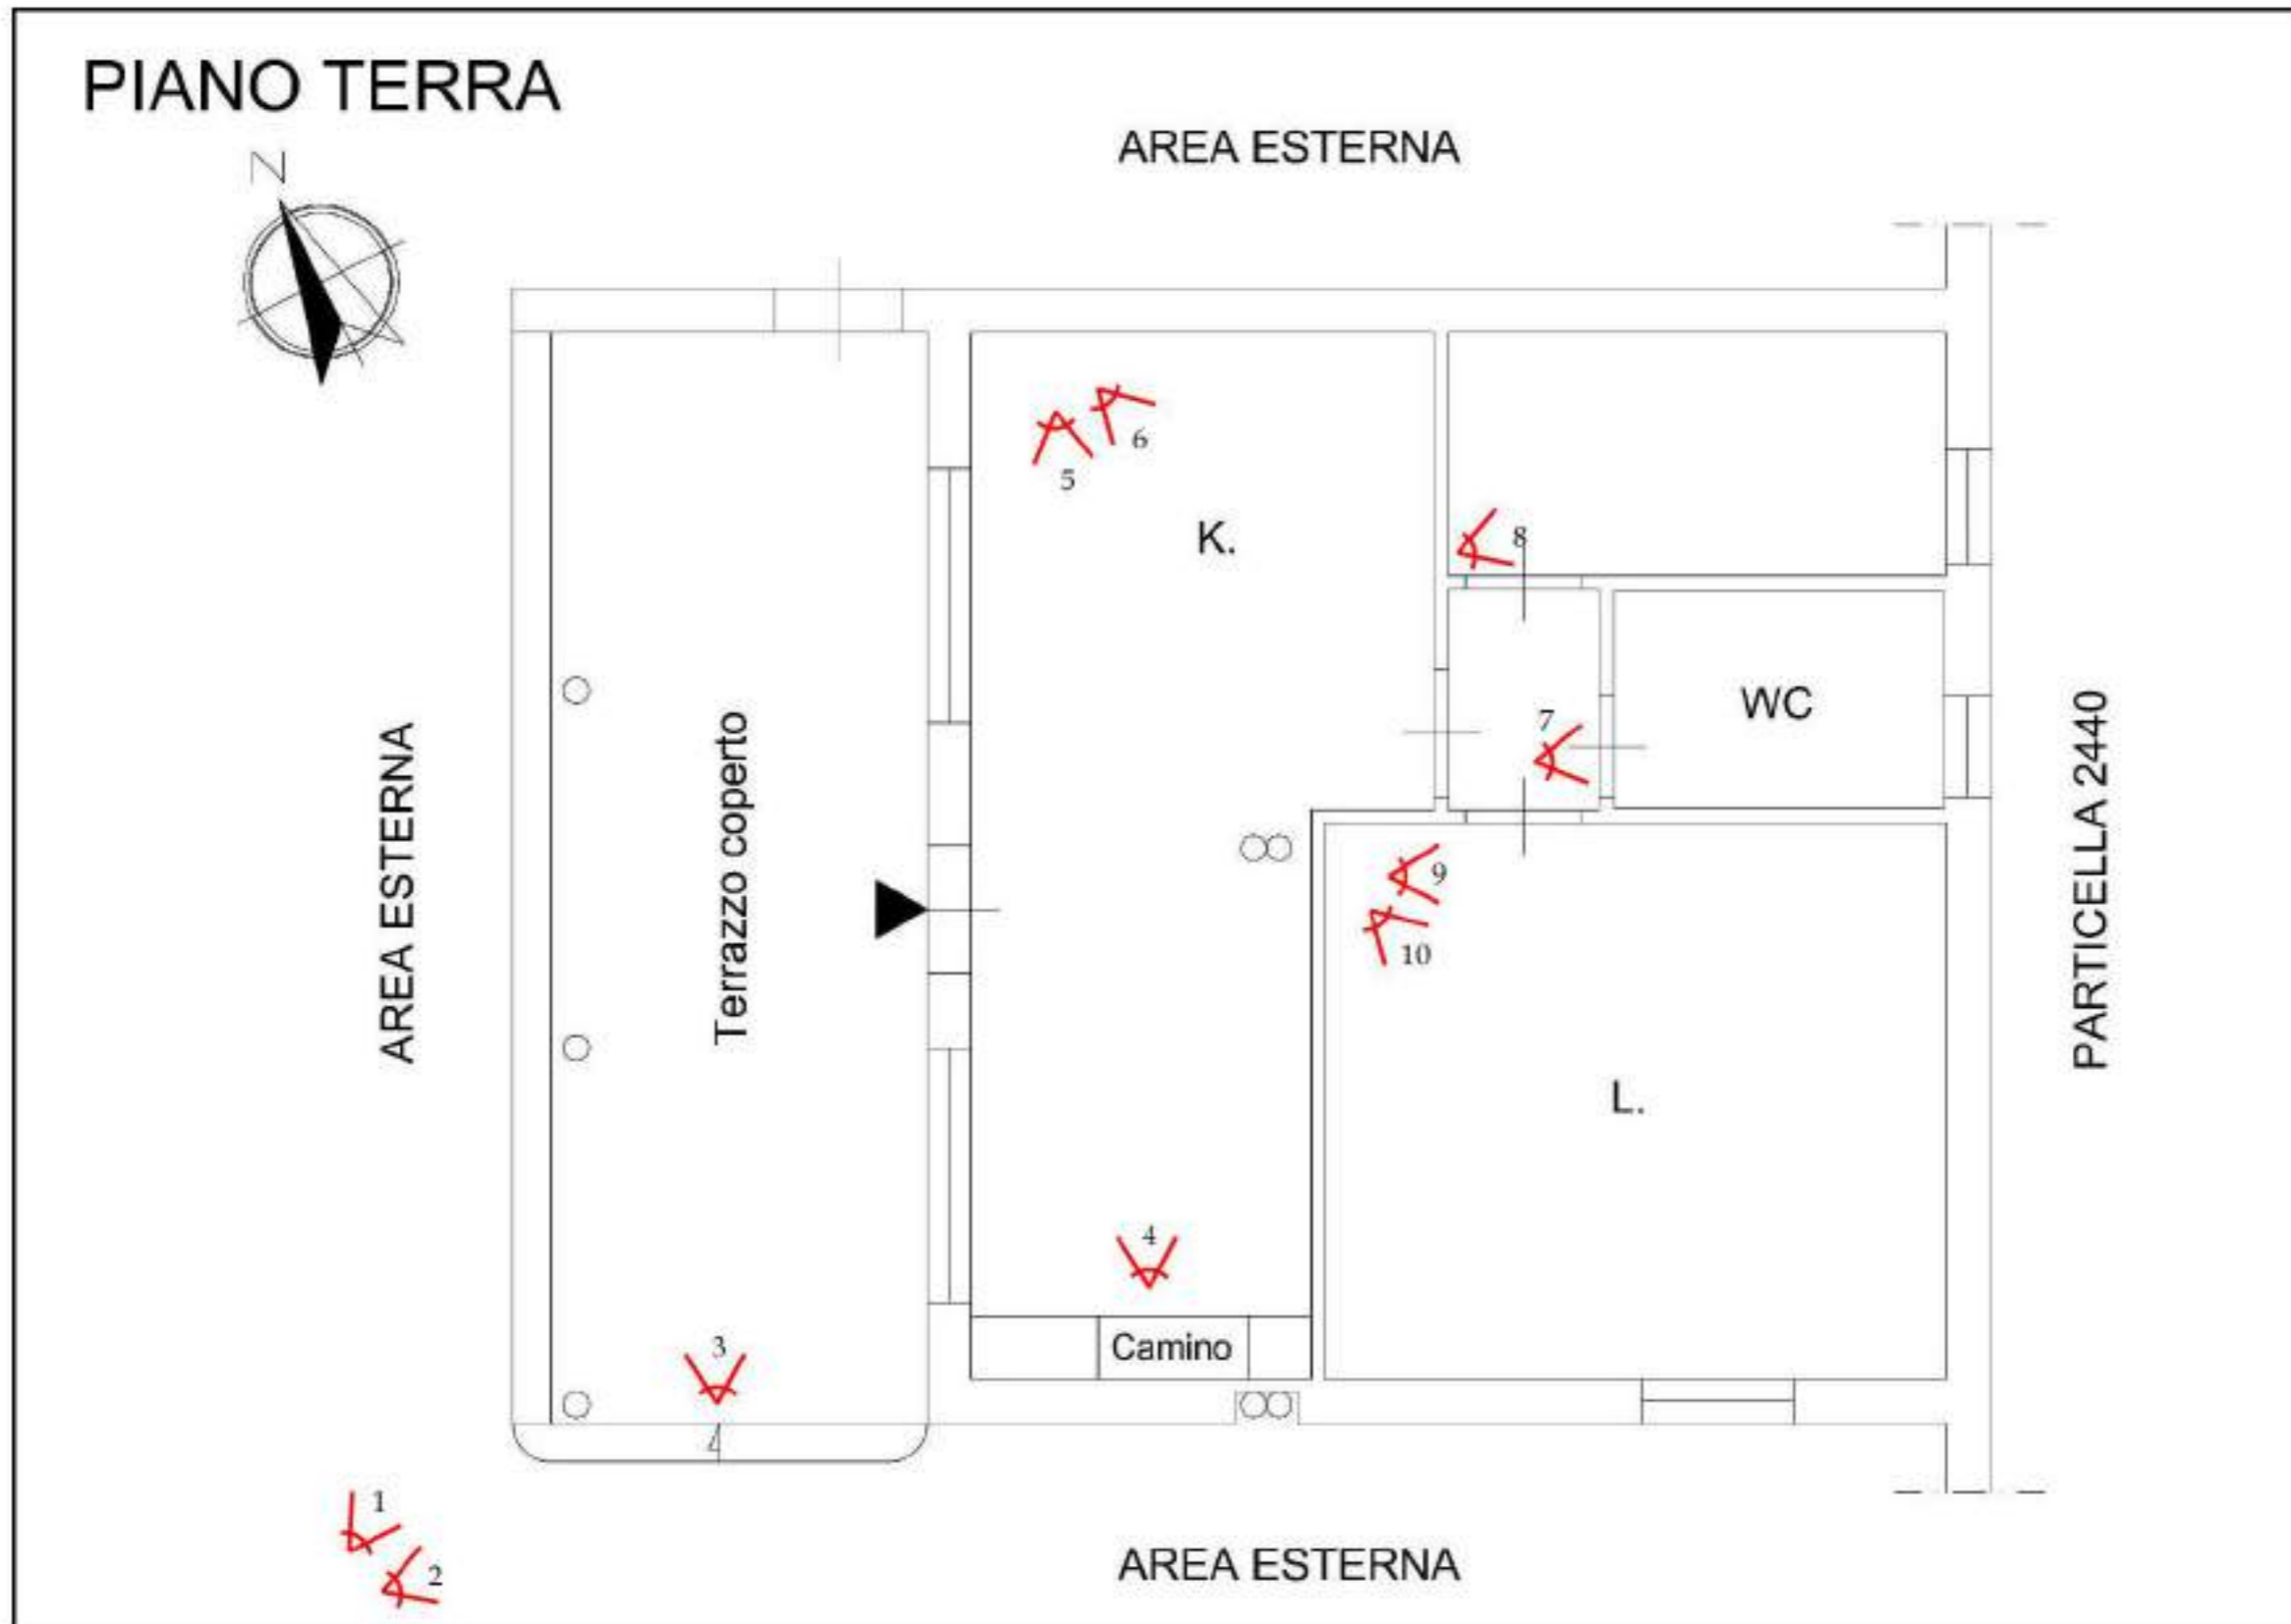 PIANO TERRA
AREA ESTERNA
N
6
5
K.
8
WC
7
AREA ESTERNA
Terrazzo coperto
PARTICELLA 2440
9
10
L.
4
Camino
3
1
2
AREA ESTERNA